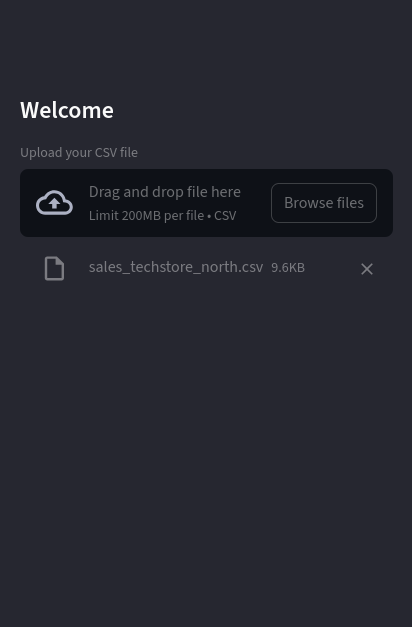 Welcome
Upload your CSV file
Drag and drop file here
Limit 200MB per file • CSV
Browse files
sales_techstore_north.csv 9.6KB